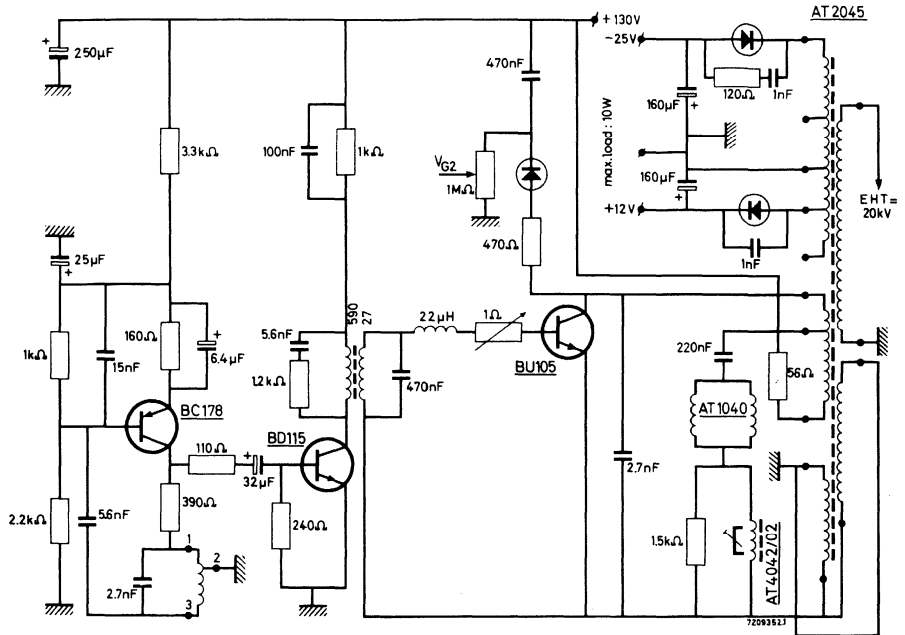 AT2045
+130V
−25V
250μF
470nF
120Ω
1nF
160μF
max.load: 10W
3.3kΩ
100nF
1kΩ
VG2
1MΩ
160μF
EHT=
20kV
+12V
25μF
470Ω
1nF
590
27
22μH
1Ω
1kΩ
15nF
160Ω
6.4μF
5.6nF
1.2kΩ
470nF
BU105
220nF
56Ω
BC178
AT1040
BD115
110Ω
32μF
2.7nF
2.2kΩ
5.6nF
390Ω
240Ω
1.5kΩ
AT4042/02
1
2
2.7nF
3
7Z09352J